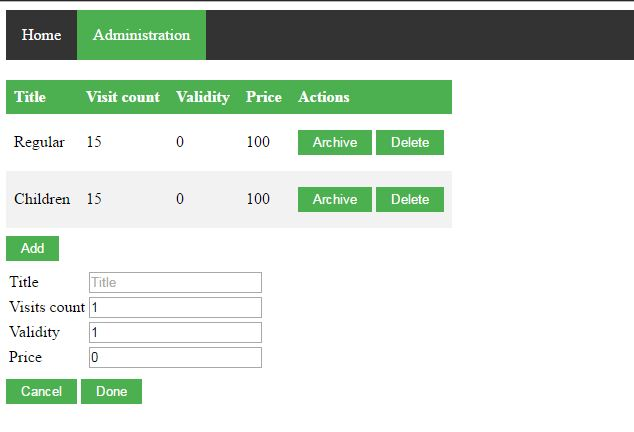 Home Administration
Title Visit count Validity Price Actions
Regular 15 0 100 Archive Delete
Children 15 0 100 Archive Delete
Add
Title Title
Visits count 1
Validity 1
Price 0
Cancel Done